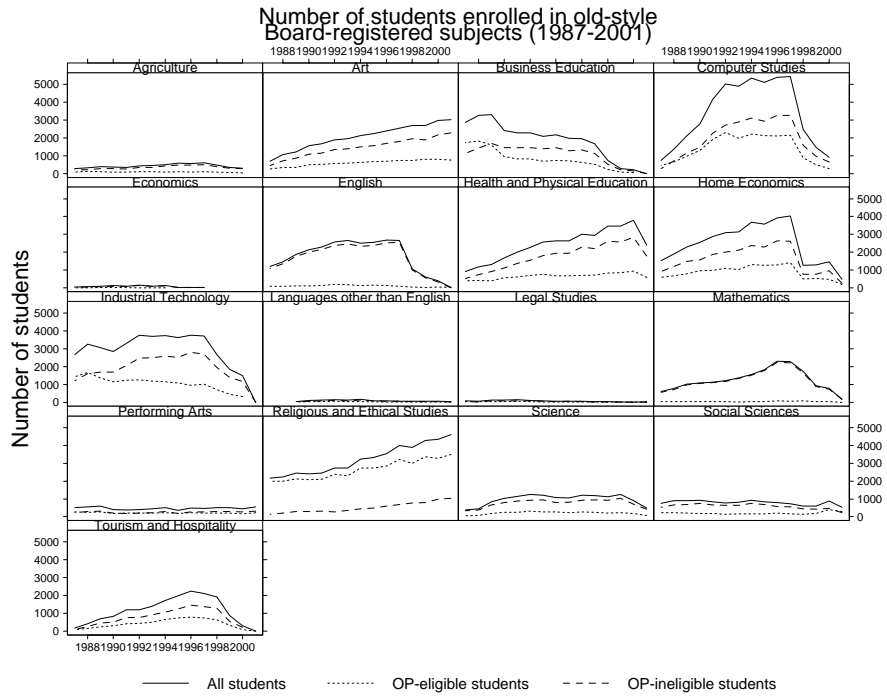 Number of students enrolled in old-style
Board-registered subjects (1987-2001)
1988 1990 1992 1994 1996 1998 2000
Agriculture Art Business Education Computer Studies
5000
4000
3000
2000
1000
0
Economics English Health and Physical Education Home Economics
5000
4000
3000
2000
1000
0
Number of students
Industrial Technology Languages other than English Legal Studies Mathematics
5000
4000
3000
2000
1000
0
Performing Arts Religious and Ethical Studies Science Social Sciences
5000
4000
3000
2000
1000
0
Tourism and Hospitality
5000
4000
3000
2000
1000
0
1988 1990 1992 1994 1996 1998 2000
1988 1990 1992 1994 1996 1998 2000
All students OP-eligible students OP-ineligible students